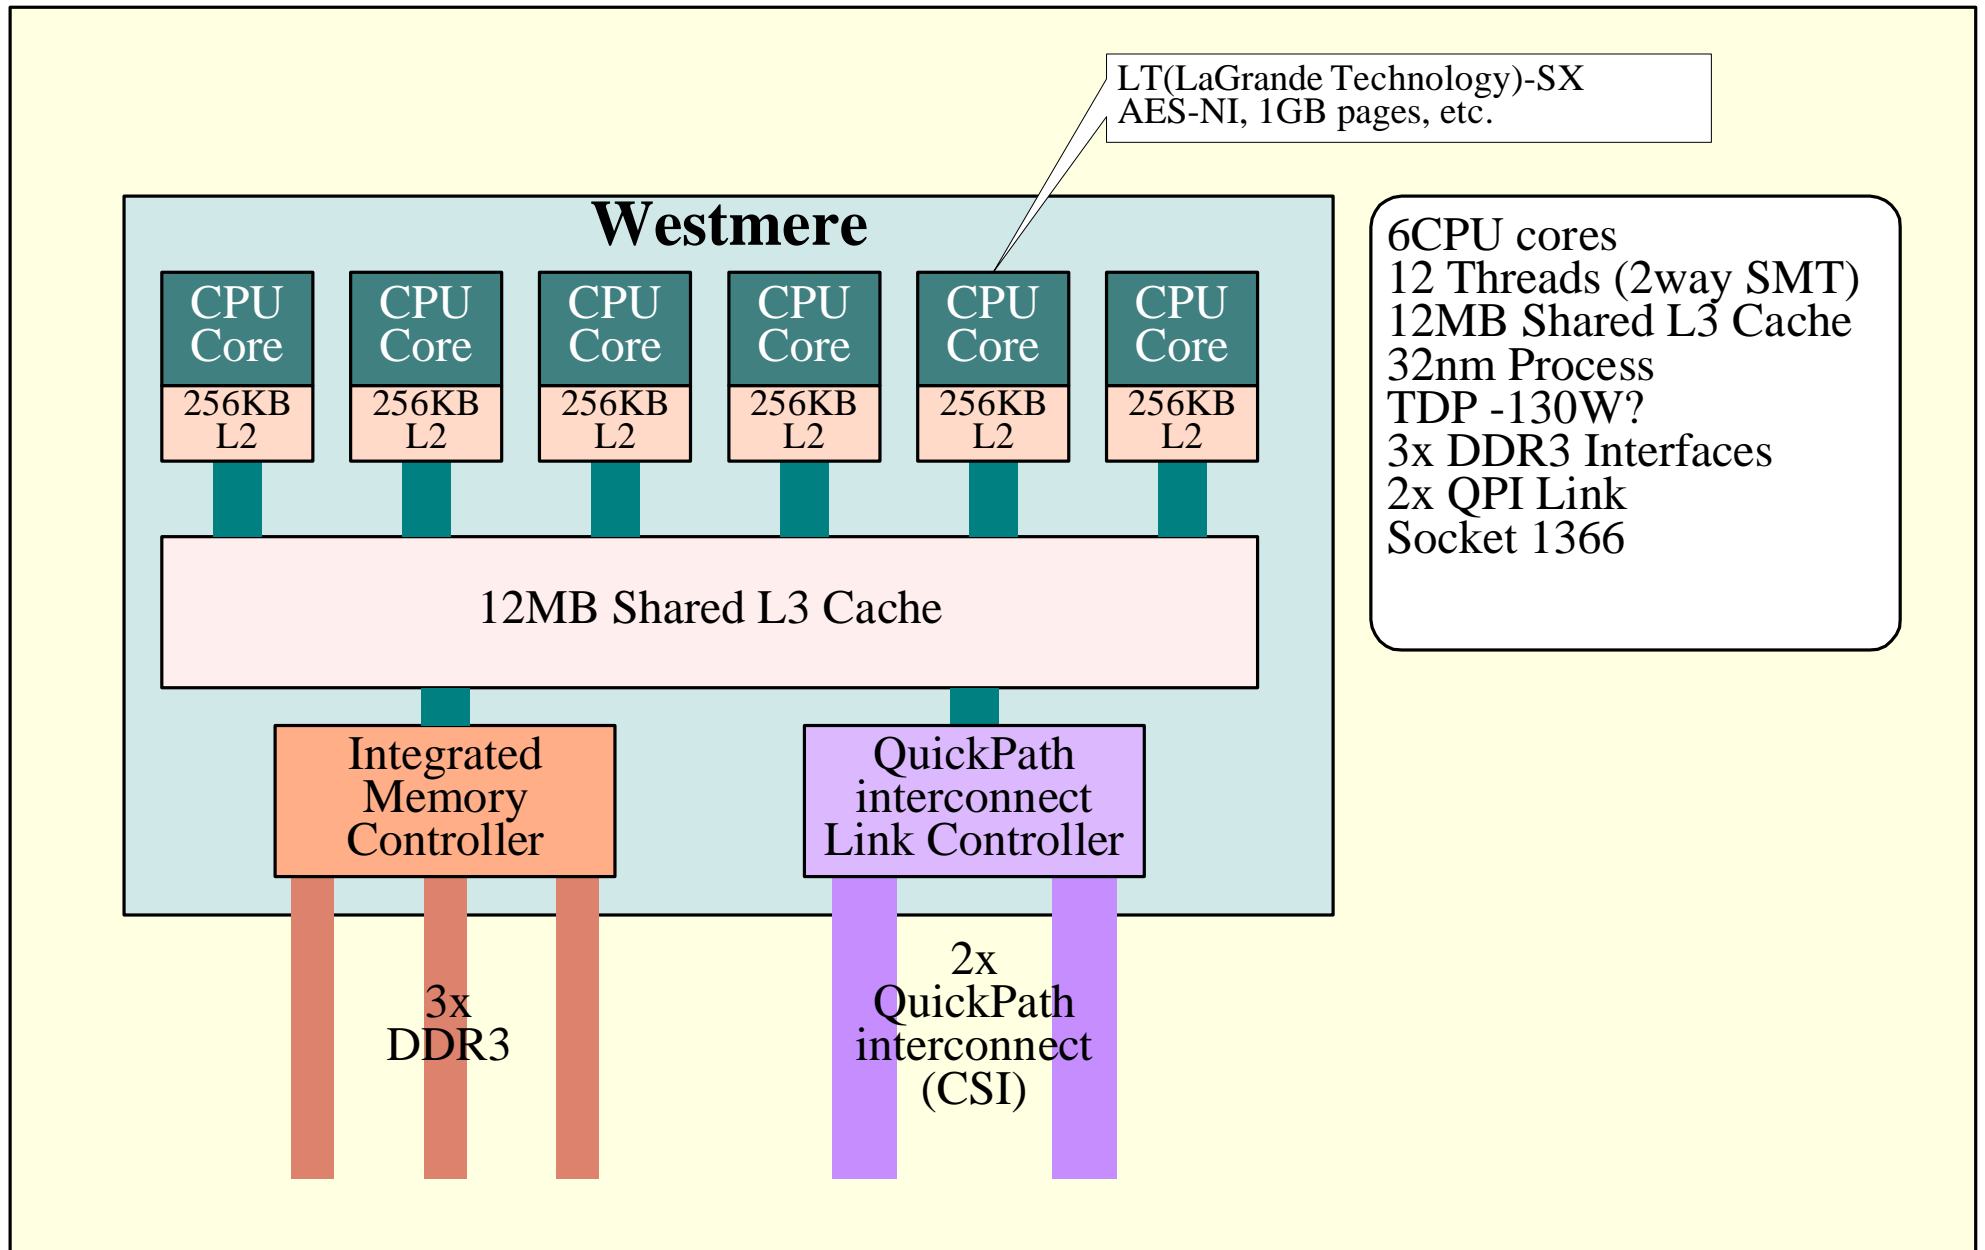 LT(LaGrande Technology)-SX
AES-NI, 1GB pages, etc.
Westmere
CPU
Core
256KB
L2
CPU
Core
256KB
L2
CPU
Core
256KB
L2
CPU
Core
256KB
L2
CPU
Core
256KB
L2
CPU
Core
256KB
L2
12MB Shared L3 Cache
Integrated
Memory
Controller
QuickPath
interconnect
Link Controller
3x
DDR3
2x
QuickPath
interconnect
(CSI)
6CPU cores
12 Threads (2way SMT)
12MB Shared L3 Cache
32nm Process
TDP -130W?
3x DDR3 Interfaces
2x QPI Link
Socket 1366